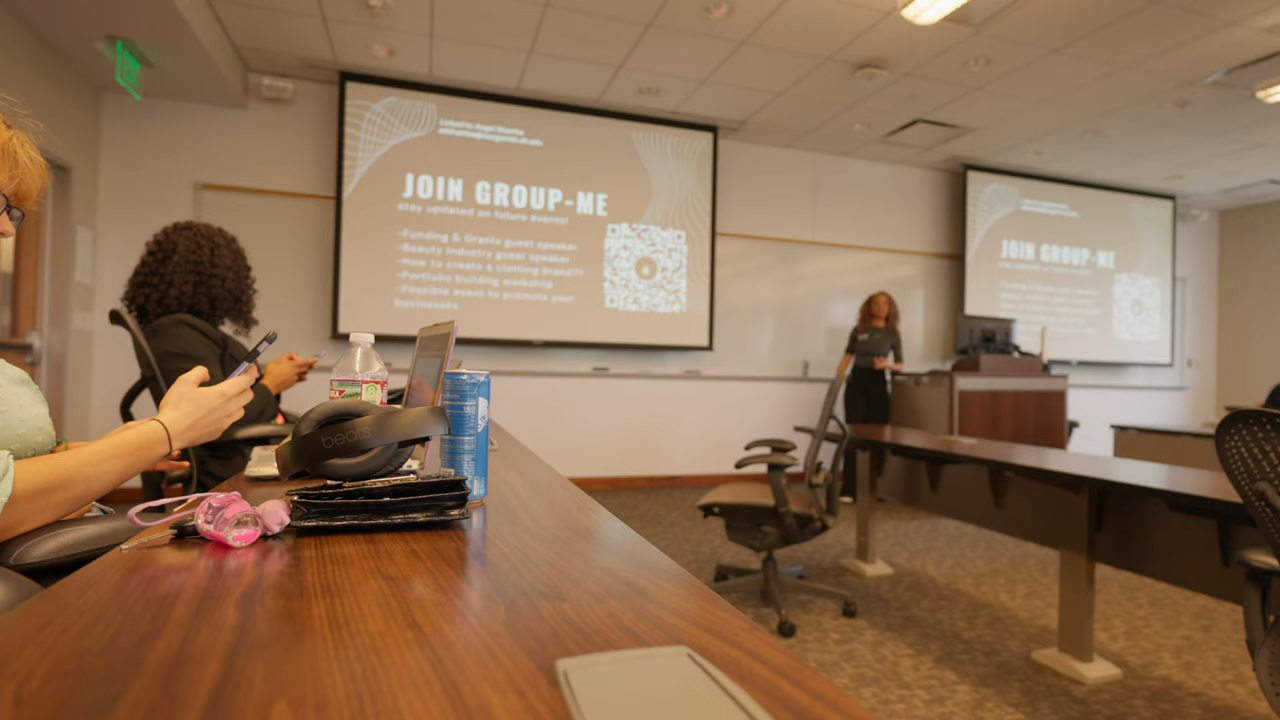 JOIN GROUP-ME
stay updated on future events!
-Funding & Grants guest speaker
-Beauty industry guest speaker
-How to create a clothing brand??
-Portfolio building workshop
-Possible event to promote your
businesses
JOIN GROUP-ME
beats